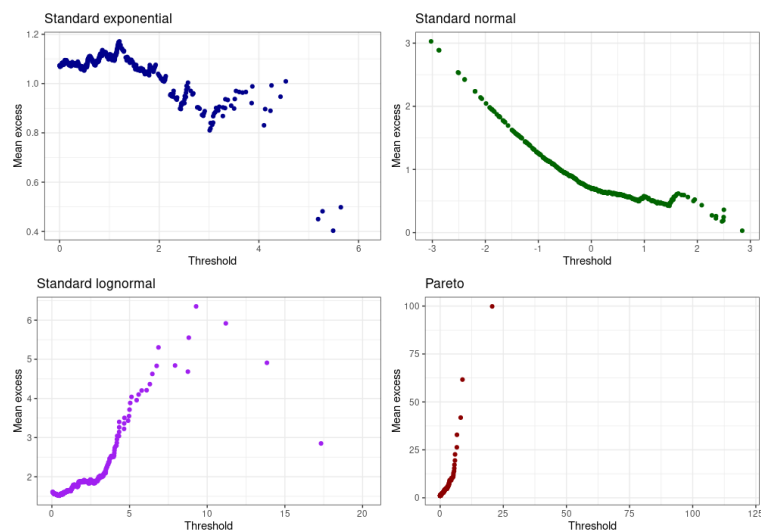 Standard exponential
1.2
1.0
0.8
0.6
0.4
Mean excess
0 2 4 6
Threshold
Standard normal
3
2
1
0
Mean excess
-3 -2 -1 0 1 2 3
Threshold
Standard lognormal
6
5
4
3
2
Mean excess
0 5 10 15 20
Threshold
Pareto
100
75
50
25
0
Mean excess
0 25 50 75 100 125
Threshold